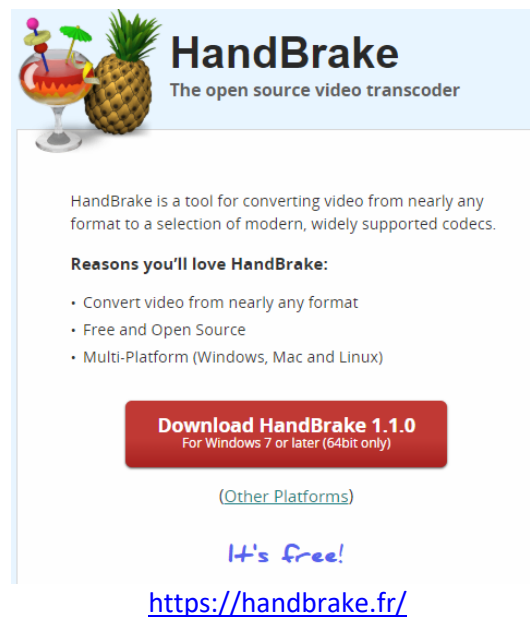 HandBrake
The open source video transcoder
HandBrake is a tool for converting video from nearly any
format to a selection of modern, widely supported codecs.
Reasons you'll love HandBrake:
• Convert video from nearly any format
• Free and Open Source
• Multi-Platform (Windows, Mac and Linux)
Download HandBrake 1.1.0
For Windows 7 or later (64bit only)
(Other Platforms)
It's free!
https://handbrake.fr/